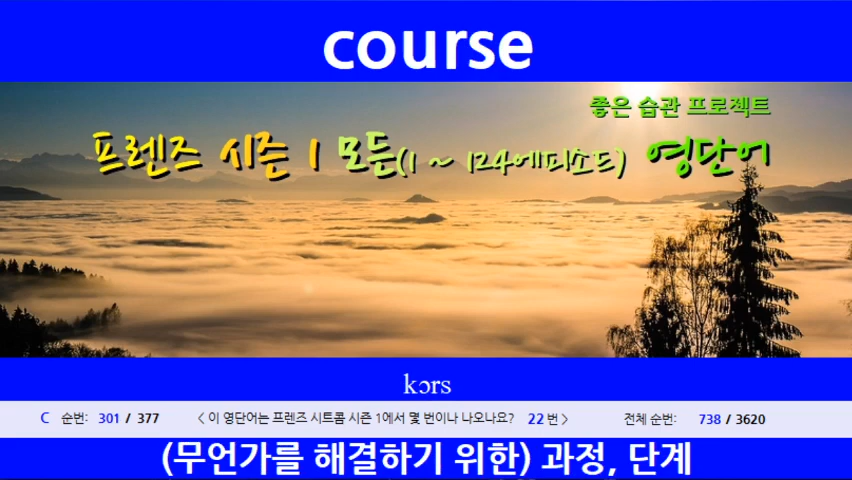 course
좋은 습관 프로젝트
프렌즈 시즌 1 모든(1 ~ 124에피소드) 영단어
kɔrs
C 순번: 301 / 377 < 이 영단어는 프렌즈 시트콤 시즌 1에서 몇 번이나 나오나요? 22 번 > 전체 순번: 738 / 3620
(무언가를 해결하기 위한) 과정, 단계